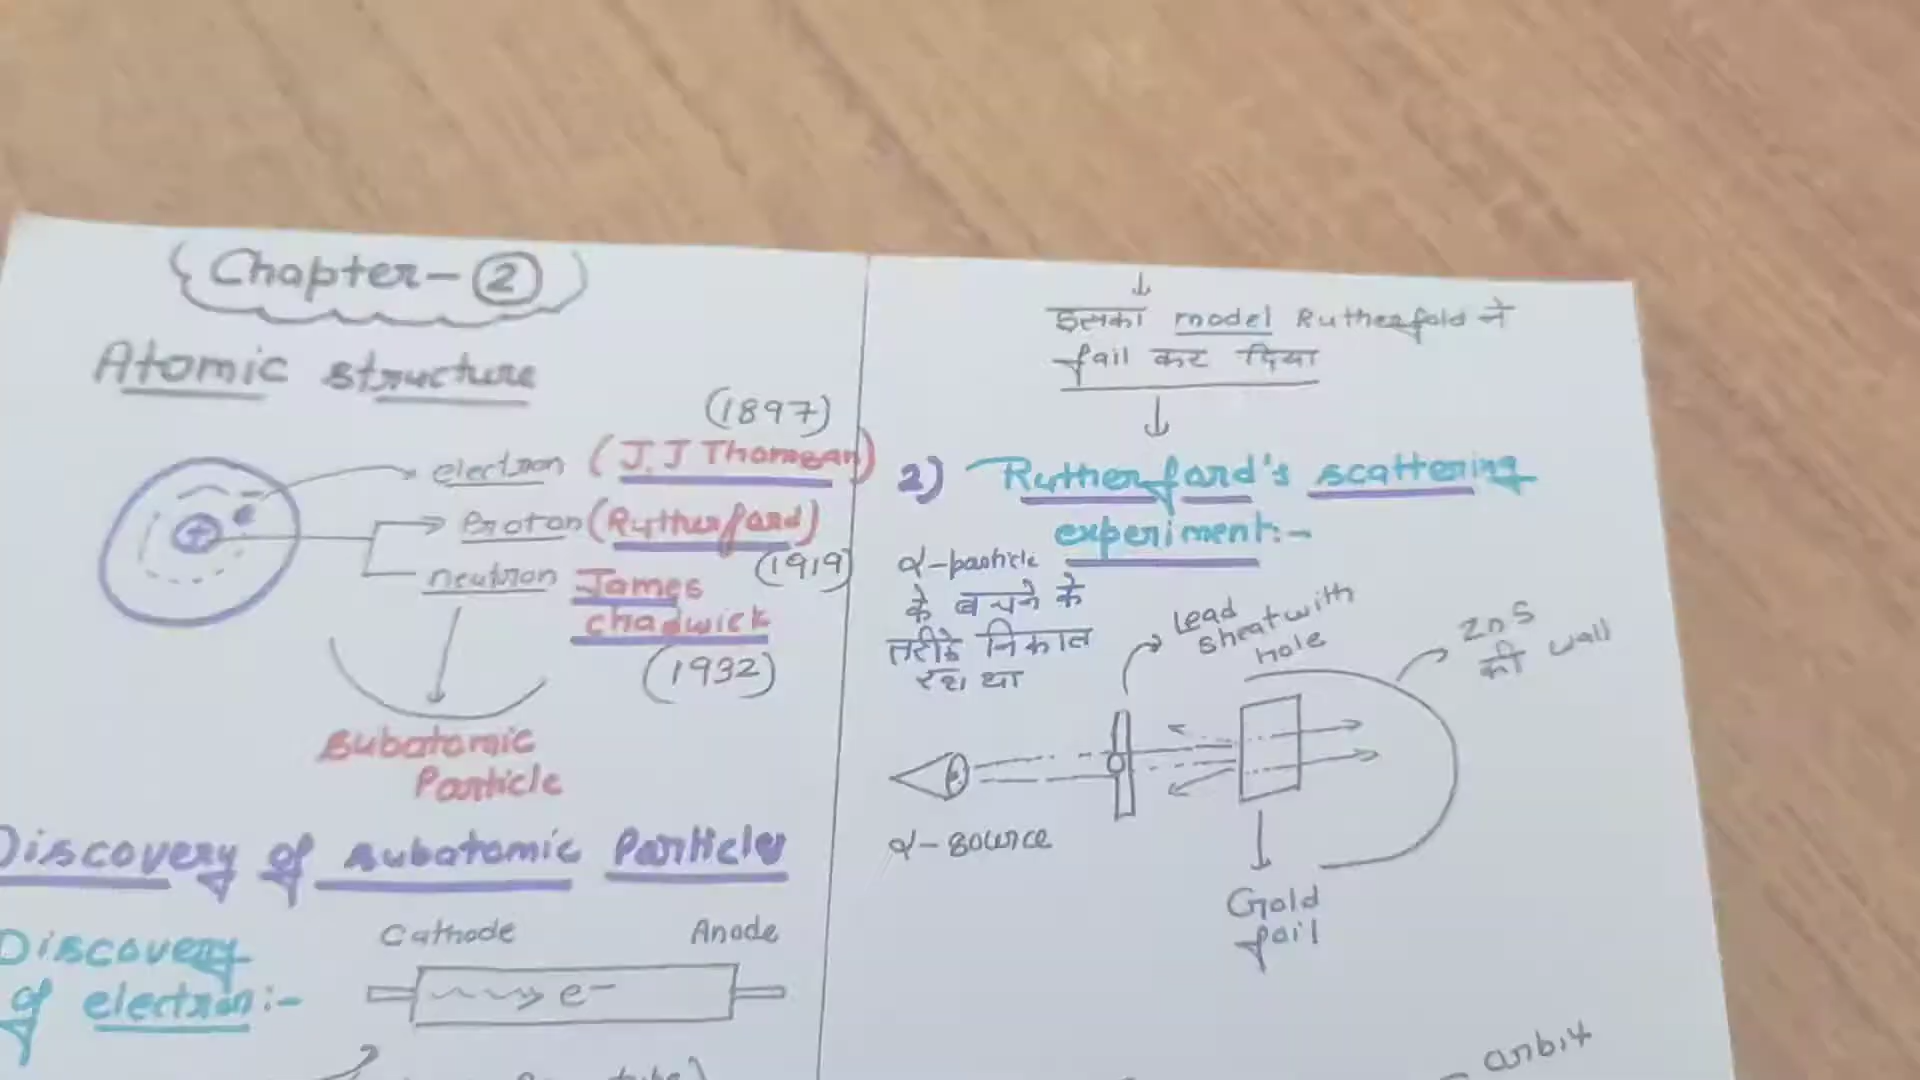 Chapter-②
Atomic structure
(1897)
electron (J.J Thomson)
Proton (Rutherford)
(1919)
neutron James
chadwick
(1932)
subatomic
Particle
Discovery of subatomic Particles
Discovery
of electron:-
Cathode Anode
e-
इसका model Rutherford ने
fail कर दिया
2) Rutherford's scattering
experiment:-
α-particle
के बचने के
तरीके निकाल
रहा था
Lead
sheat with
hole
ZnS
की wall
α-source
Gold
foil
orbit